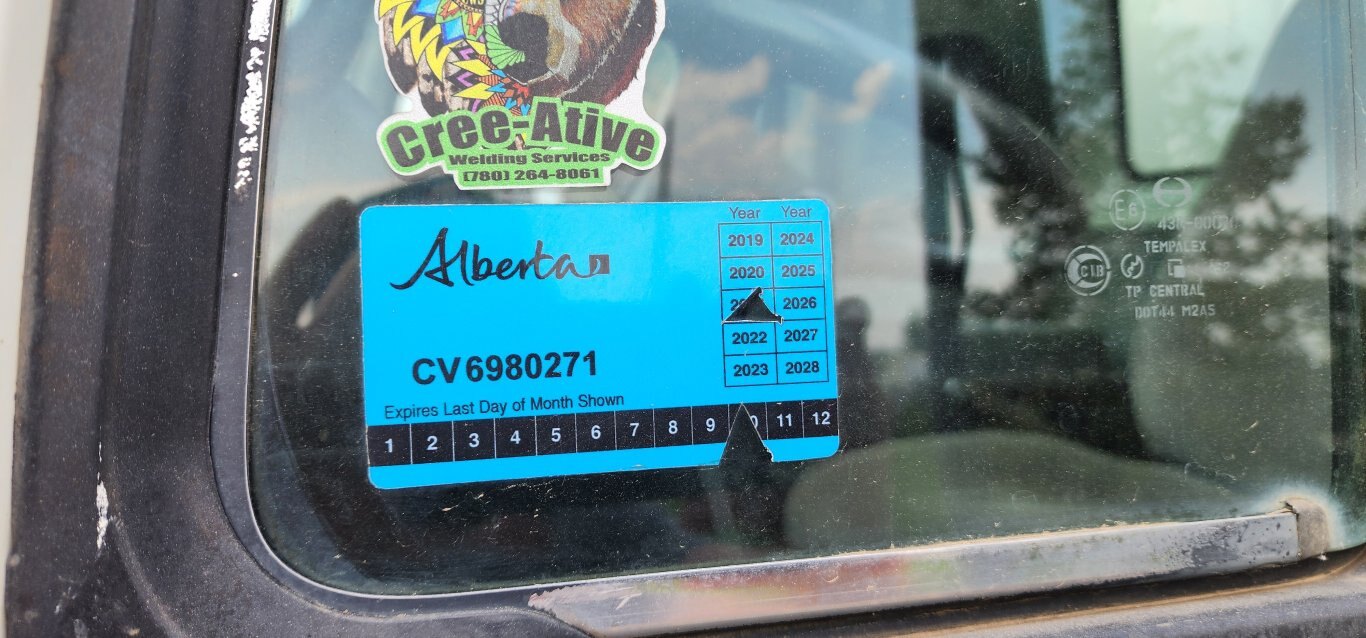 Cree-Ative
Welding Services
(780) 264-8061
Alberta
CV6980271
Expires Last Day of Month Shown
1 2 3 4 5 6 7 8 9 11 12
Year Year
2019 2024
2020 2025
2026
2022 2027
2023 2028
E6
TEMPALEX
CIB
TP CENTRAL
DOT44 M2AS